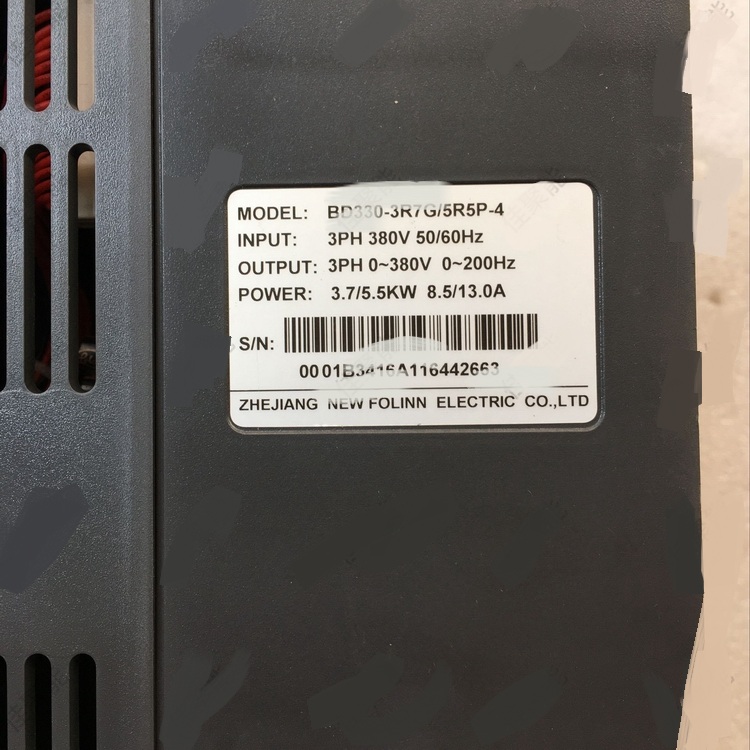 MODEL: BD330-3R7G/5R5P-4
INPUT: 3PH 380V 50/60Hz
OUTPUT: 3PH 0~380V 0~200Hz
POWER: 3.7/5.5KW 8.5/13.0A
S/N:
0001B3416A116442663
ZHEJIANG NEW FOLINN ELECTRIC CO.,LTD